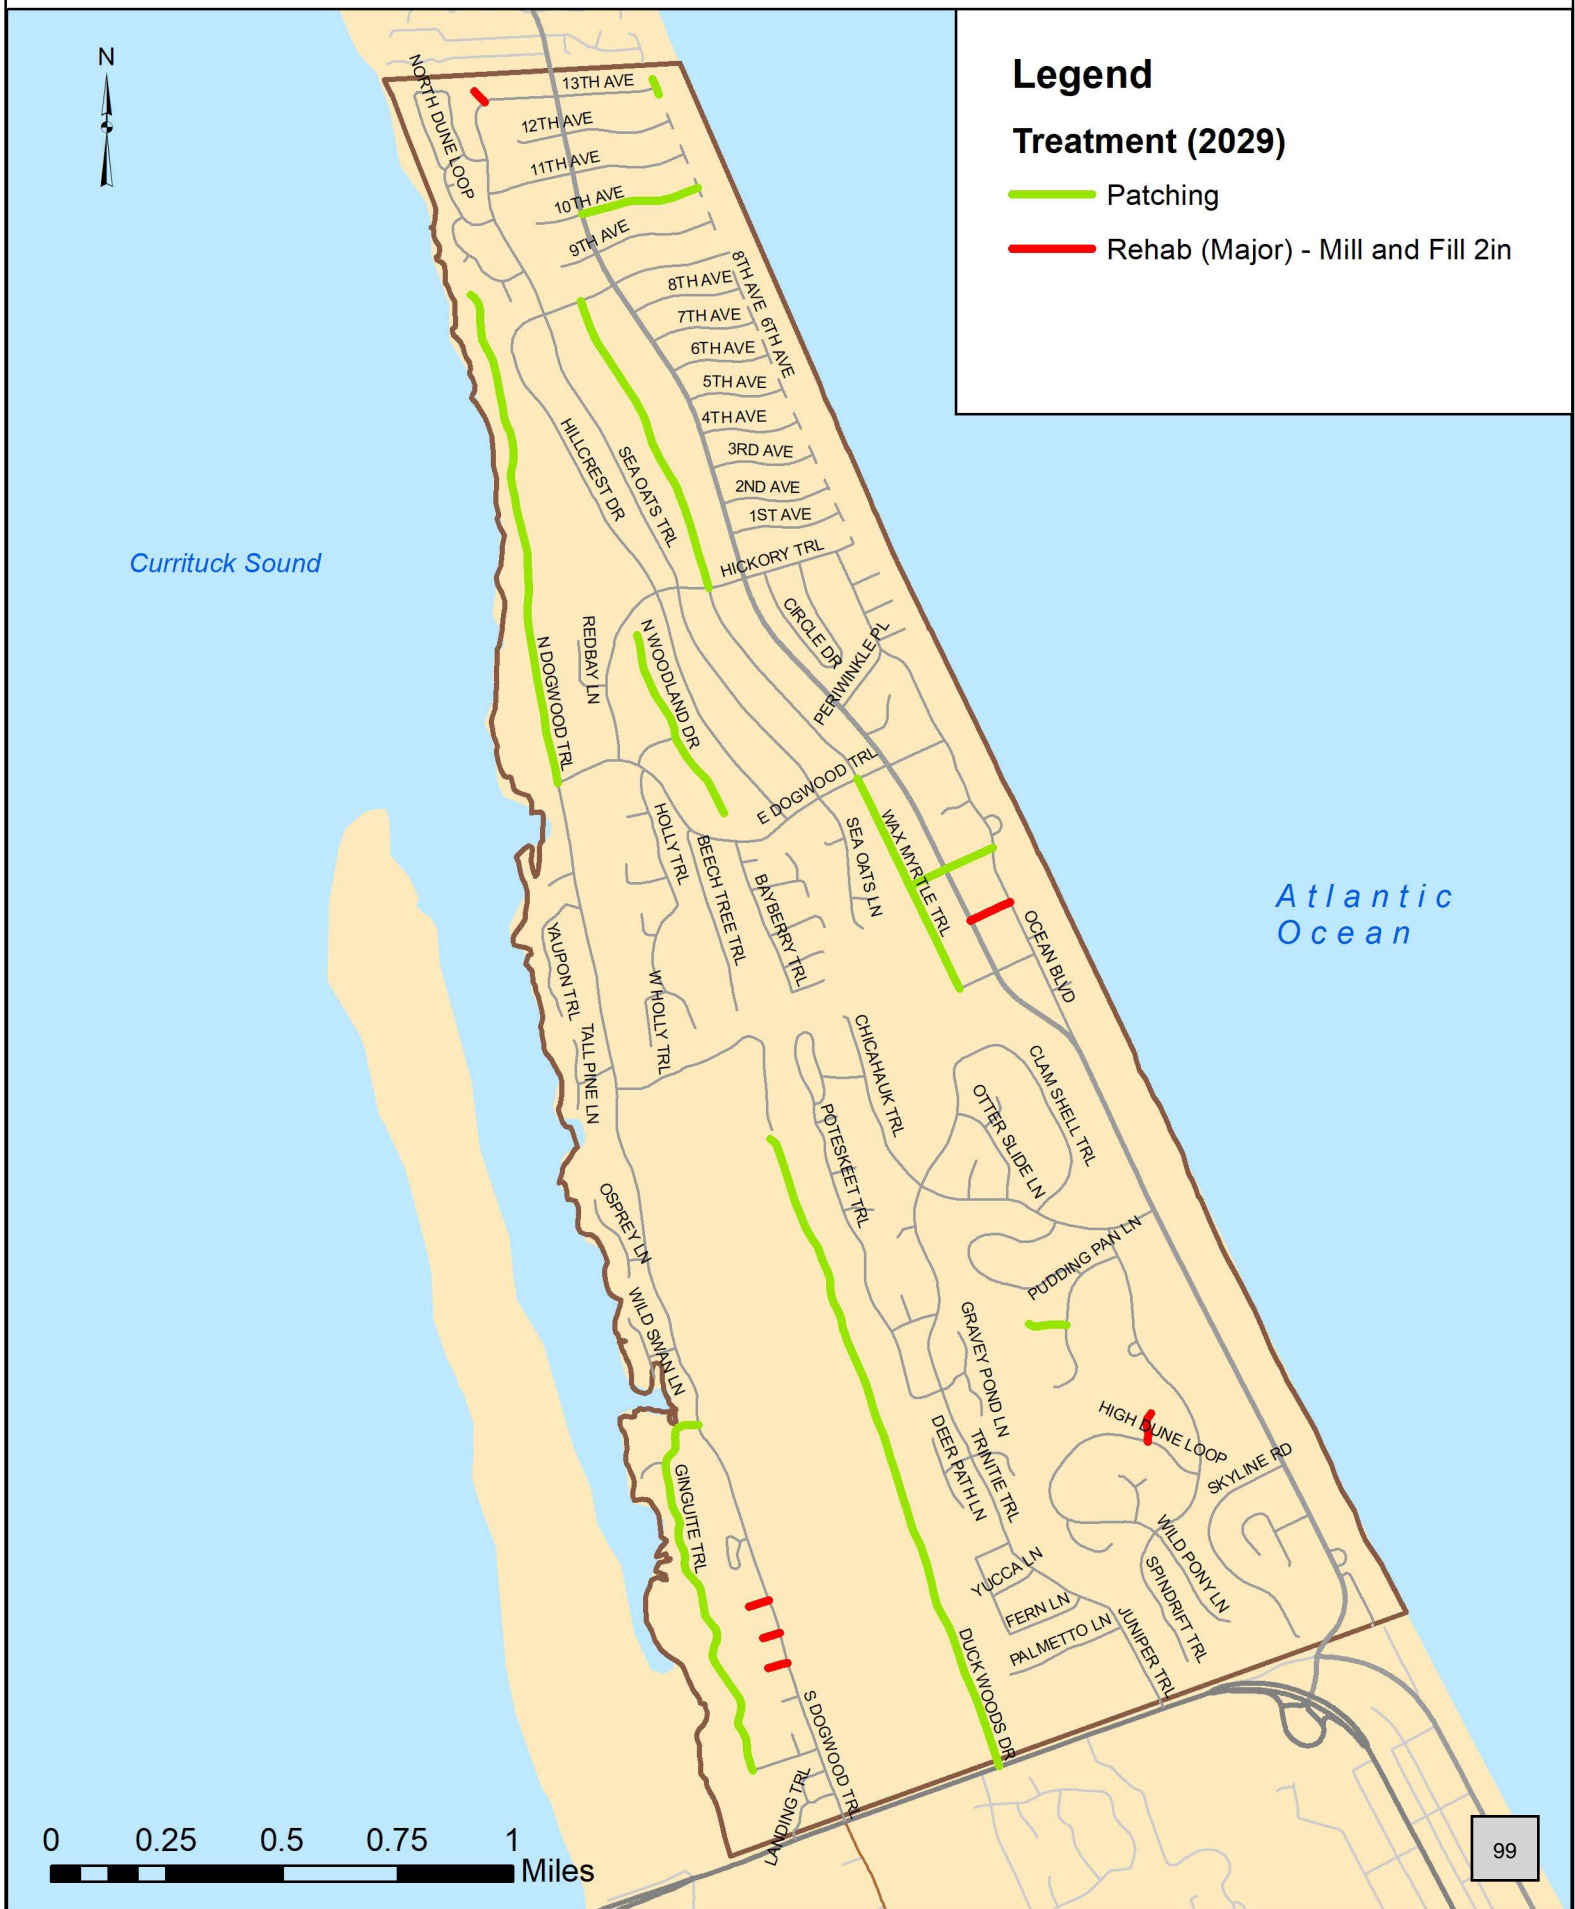 N
Legend
Treatment (2029)
Patching
Rehab (Major) - Mill and Fill 2in
13TH AVE
NORTH DUNE LOOP
12TH AVE
11TH AVE
10TH AVE
9TH AVE
8TH AVE
8TH AVE
7TH AVE
6TH AVE
6TH AVE
5TH AVE
4TH AVE
3RD AVE
2ND AVE
1ST AVE
HILLCREST DR
SEA OATS TRL
HICKORY TRL
Currituck Sound
CIRCLE DR
REDBAY LN
N WOODLAND DR
N DOGWOOD TRL
PERIWINKLE PL
E DOGWOOD TRL
HOLLY TRL
BEECH TREE TRL
SEA OATS LN
WAX MYRTLE TRL
BAYBERRY TRL
Atlantic
Ocean
OCEAN BLVD
YAUPON TRL
W HOLLY TRL
TALL PINE LN
CHICAHAUK TRL
CLAM SHELL TRL
OTTER SLIDE LN
POTESKEET TRL
OSPREY LN
PUDDING PAN LN
WILD SWAN LN
GRAVEY POND LN
HIGH DUNE LOOP
DEER PATH LN
TRINITIE TRL
SKYLINE RD
GINGUITE TRL
WILD PONY LN
YUCCA LN
SPINDRIFT TRL
FERN LN
PALMETTO LN
JUNIPER TRL
DUCK WOODS DR
S DOGWOOD TRL
LANDING TRL
0 0.25 0.5 0.75 1
Miles
99